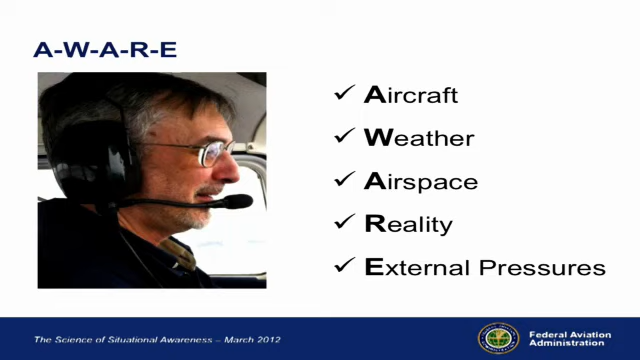 A-W-A-R-E
✓ Aircraft
✓ Weather
✓ Airspace
✓ Reality
✓ External Pressures
The Science of Situational Awareness – March 2012
Federal Aviation
Administration